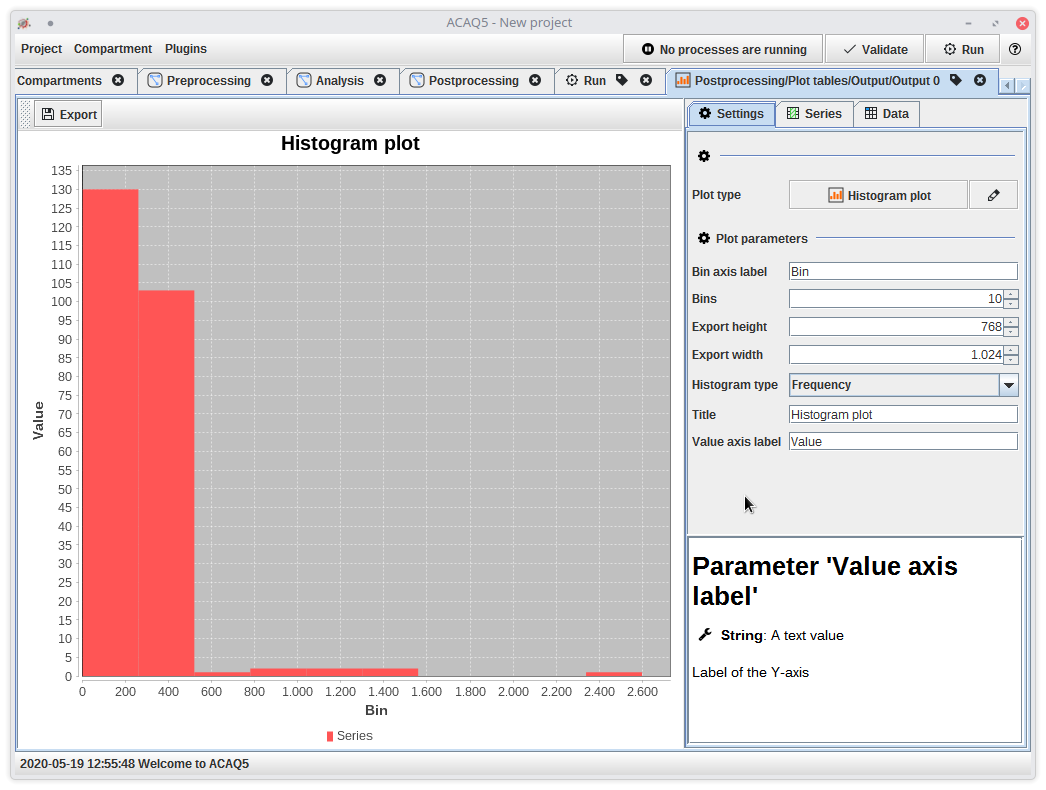 ACAQ5 - New project
Project Compartment Plugins No processes are running Validate Run
Compartments Preprocessing Analysis Postprocessing Run Postprocessing/Plot tables/Output/Output 0
Export
Settings Series Data
Histogram plot
135
130
125
120
115
110
105
100
95
90
85
80
75
70
65
60
55
50
45
40
35
30
25
20
15
10
5
0
Value
0 200 400 600 800 1.000 1.200 1.400 1.600 1.800 2.000 2.200 2.400 2.600
Bin
Series
Plot type Histogram plot
Plot parameters
Bin axis label Bin
Bins 10
Export height 768
Export width 1.024
Histogram type Frequency
Title Histogram plot
Value axis label Value
Parameter 'Value axis
label'
String: A text value
Label of the Y-axis
2020-05-19 12:55:48 Welcome to ACAQ5